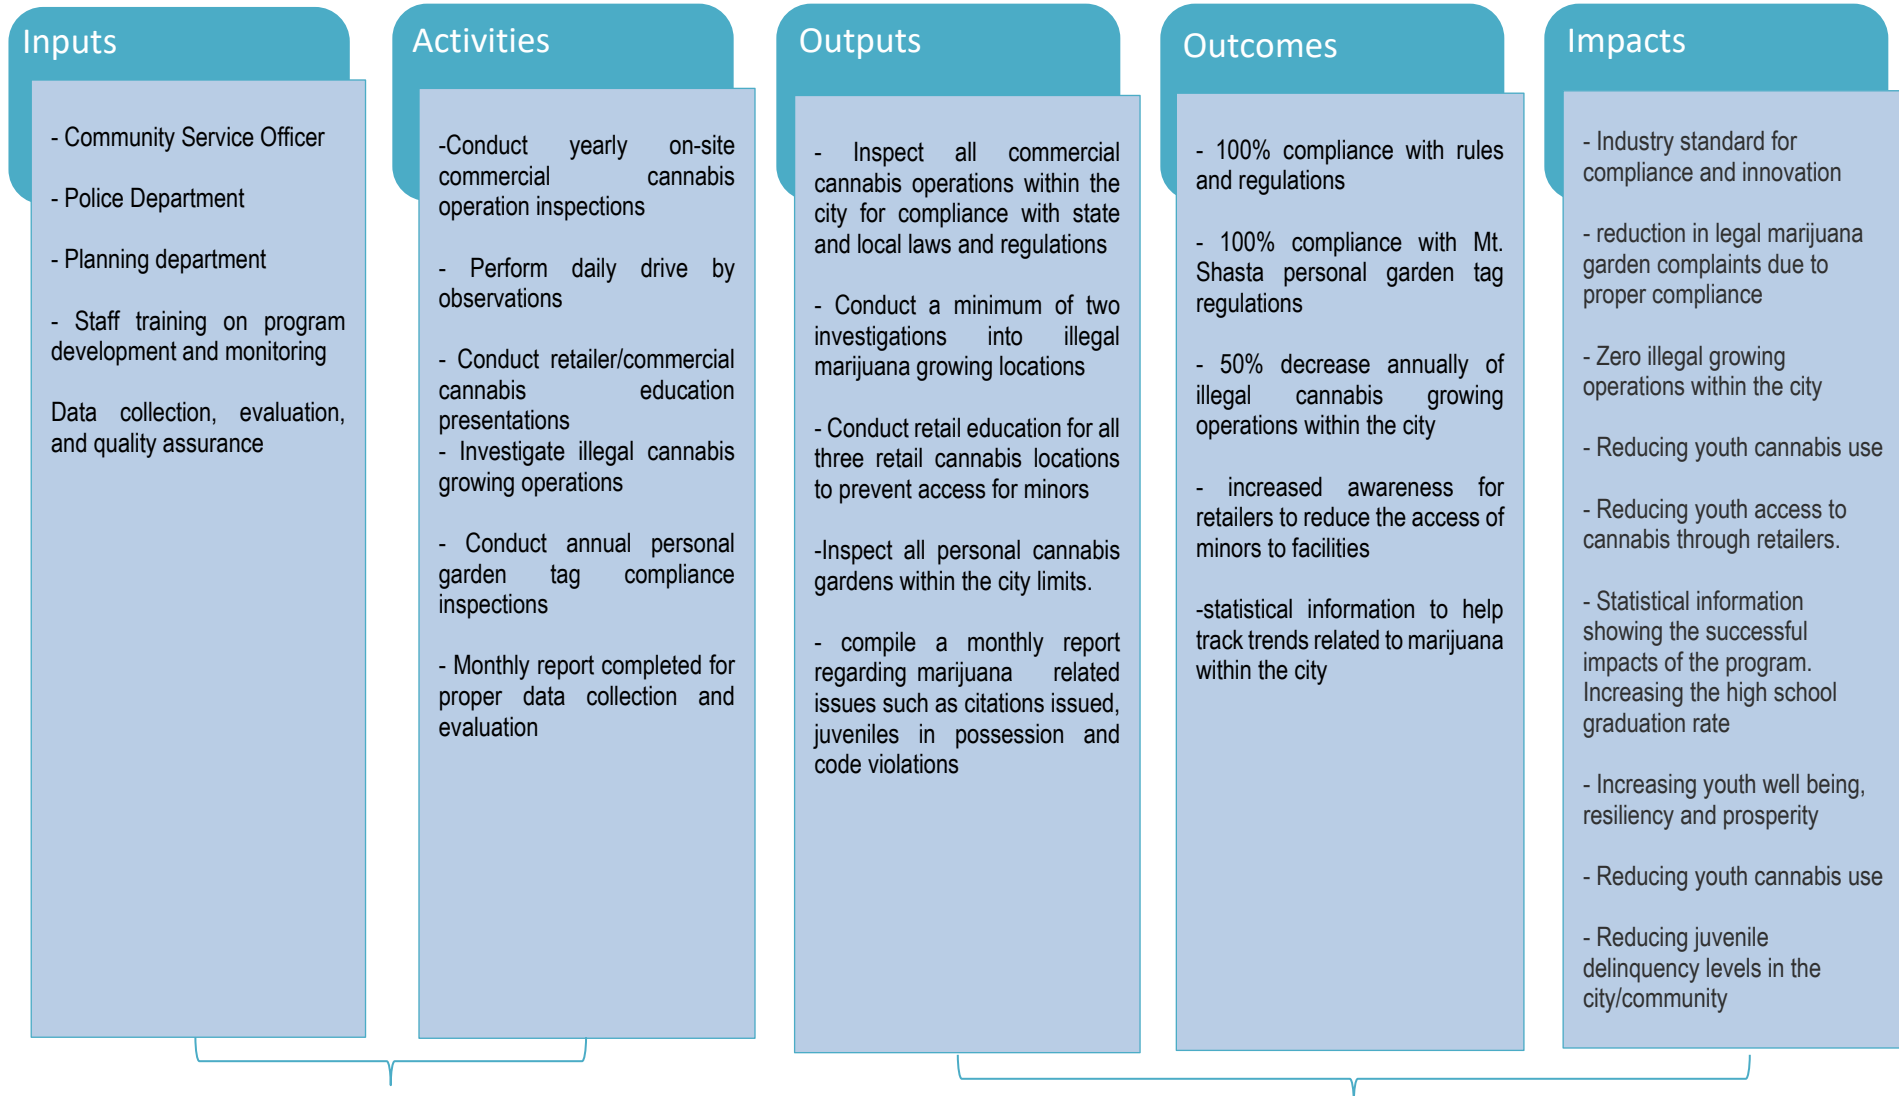 Inputs
- Community Service Officer
- Police Department
- Planning department
- Staff training on program
development and monitoring
Data collection, evaluation,
and quality assurance
Activities
-Conduct yearly on-site
commercial cannabis
operation inspections
- Perform daily drive by
observations
- Conduct retailer/commercial
cannabis education
presentations
- Investigate illegal cannabis
growing operations
- Conduct annual personal
garden tag compliance
inspections
- Monthly report completed for
proper data collection and
evaluation
Outputs
- Inspect all commercial
cannabis operations within the
city for compliance with state
and local laws and regulations
- Conduct a minimum of two
investigations into illegal
marijuana growing locations
- Conduct retail education for all
three retail cannabis locations
to prevent access for minors
-Inspect all personal cannabis
gardens within the city limits.
- compile a monthly report
regarding marijuana related
issues such as citations issued,
juveniles in possession and
code violations
Outcomes
- 100% compliance with rules
and regulations
- 100% compliance with Mt.
Shasta personal garden tag
regulations
- 50% decrease annually of
illegal cannabis growing
operations within the city
- increased awareness for
retailers to reduce the access of
minors to facilities
-statistical information to help
track trends related to marijuana
within the city
Impacts
- Industry standard for
compliance and innovation
- reduction in legal marijuana
garden complaints due to
proper compliance
- Zero illegal growing
operations within the city
- Reducing youth cannabis use
- Reducing youth access to
cannabis through retailers.
- Statistical information
showing the successful
impacts of the program.
Increasing the high school
graduation rate
- Increasing youth well being,
resiliency and prosperity
- Reducing youth cannabis use
- Reducing juvenile
delinquency levels in the
city/community